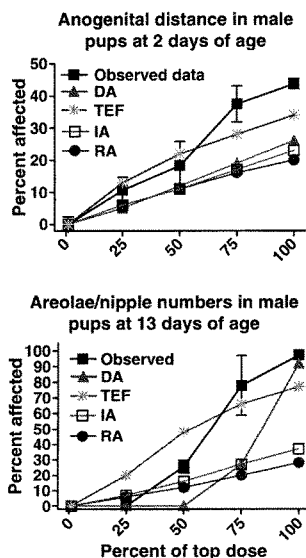 Anogenital distance in male
pups at 2 days of age
Percent affected
50
40
30
20
10
0
Observed data
DA
TEF
IA
RA
0
25
50
75
100
Areolae/nipple numbers in male
pups at 13 days of age
Percent affected
100
90
80
70
60
50
40
30
20
10
0
Observed
DA
TEF
IA
RA
0
25
50
75
100
Percent of top dose